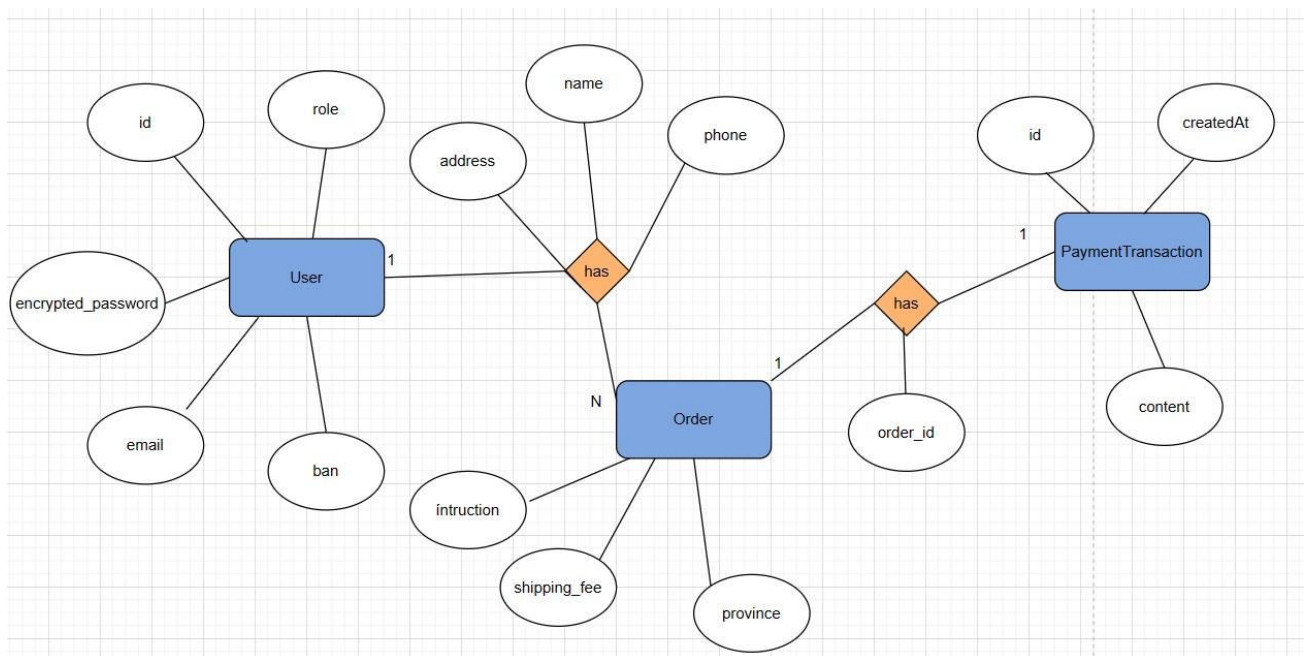 name
id
role
phone
createdAt
id
address
1
PaymentTransaction
1
has
User
encrypted_password
has
1
N
Order
content
order_id
email
ban
íntruction
shipping_fee
province